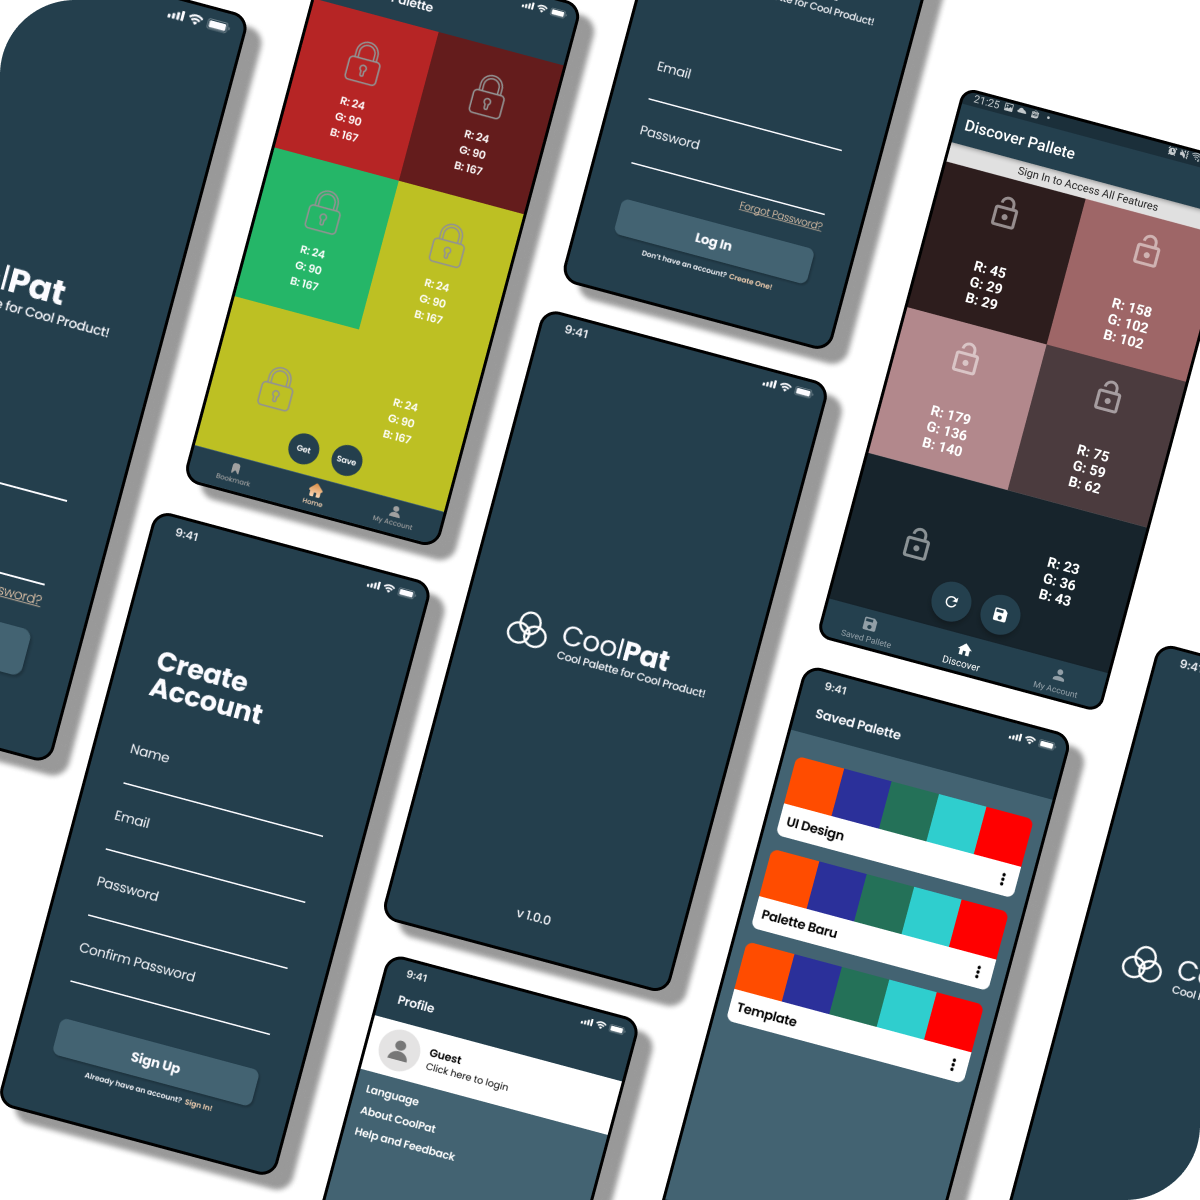 lPat
e for Cool Product!
sword?
lette
R: 24
G: 90
B: 167
R: 24
G: 90
B: 167
R: 24
G: 90
B: 167
R: 24
G: 90
B: 167
R: 24
G: 90
B: 167
Get
Save
Bookmark
Home
My Account
te for Cool Product!
Email
Password
Forgot Password?
Log In
Don't have an account? Create One!
21:25
Discover Pallete
Sign In to Access All Features
R: 45
G: 29
B: 29
R: 158
G: 102
B: 102
R: 179
G: 136
B: 140
R: 75
G: 59
B: 62
R: 23
G: 36
B: 43
Saved Pallete
Discover
My Account
9:41
CoolPat
Cool Palette for Cool Product!
v 1.0.0
9:41
Create
Account
Name
Email
Password
Confirm Password
Sign Up
Already have an account? Sign In!
9:41
Profile
Guest
Click here to login
Language
About CoolPat
Help and Feedback
9:41
Saved Palette
UI Design
Palette Baru
Template
9:4
Co
Cool P